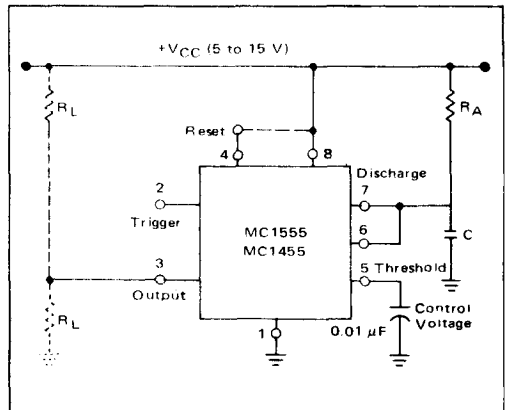 +VCC (5 to 15 V)
RL
RA
Reset
4
8
Discharge
2
7
Trigger
MC1555
MC1455
6
C
3
5 Threshold
Output
Control
Voltage
RL
1
0.01 μF